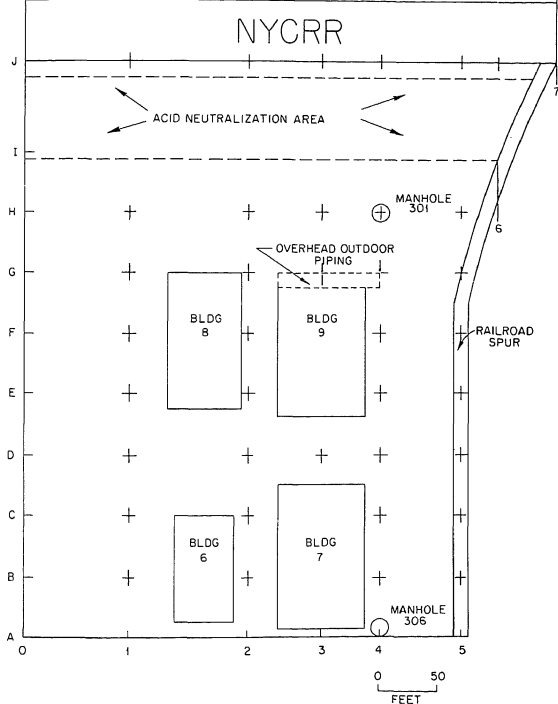 NYCRR
J
7
ACID NEUTRALIZATION AREA
I
MANHOLE
301
H
6
OVERHEAD OUTDOOR
PIPING
G
BLDG
8
BLDG
9
F
RAILROAD
SPUR
E
D
C
BLDG
6
BLDG
7
B
MANHOLE
306
A
0 1 2 3 4 5
0 50
FEET